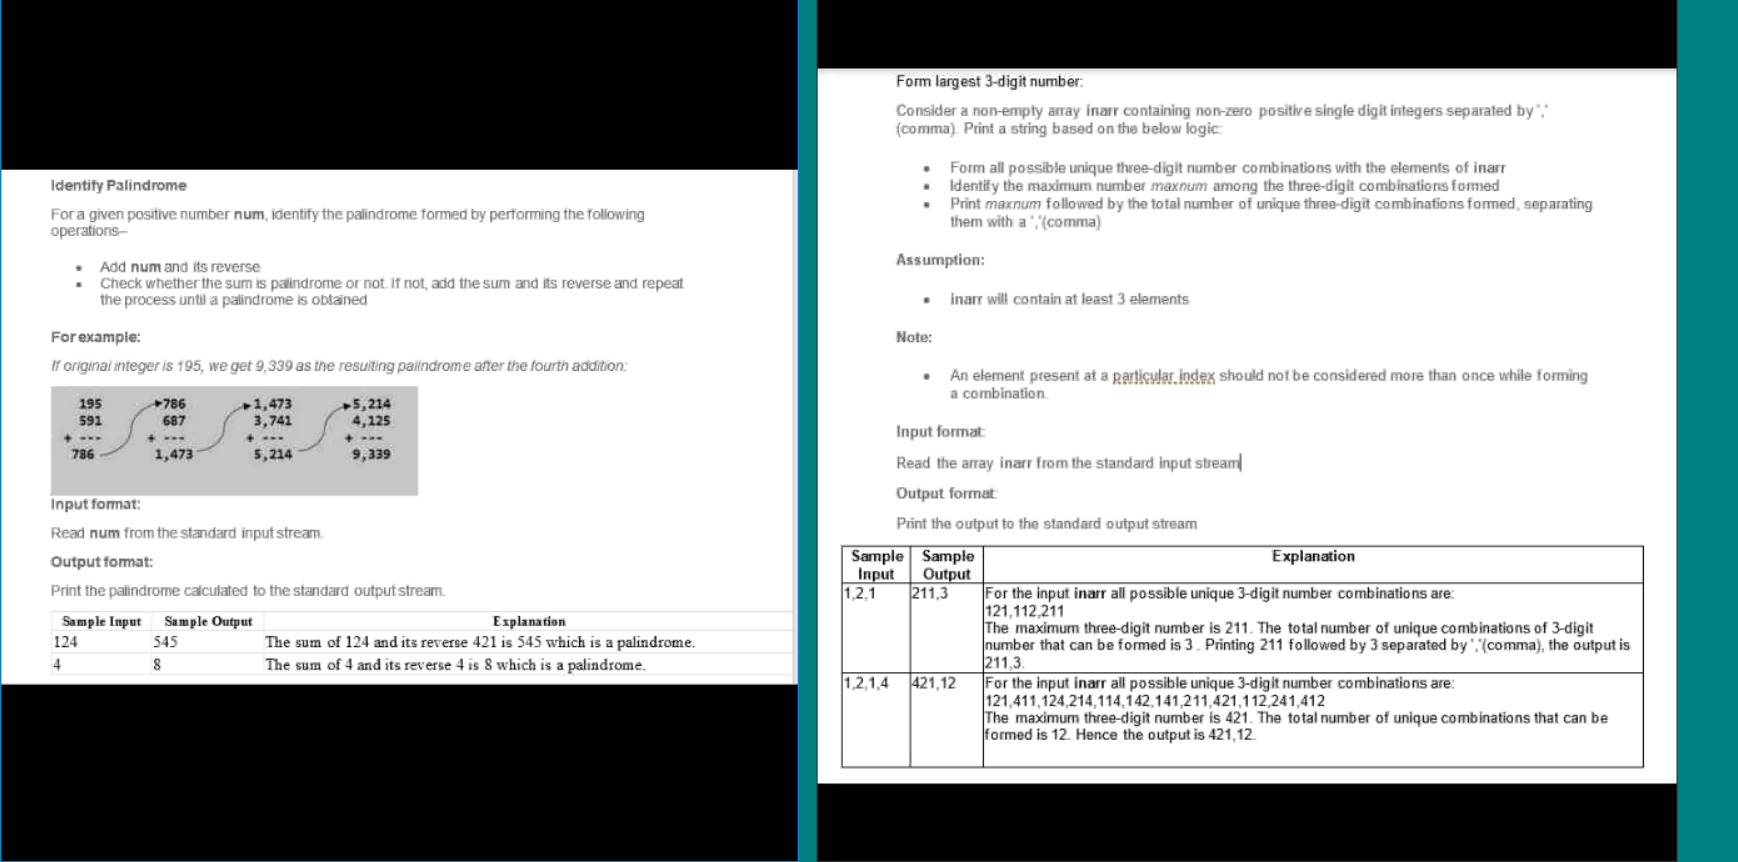 Identify Palindrome
For a given positive number num, identify the palindrome formed by performing the following
operations–
• Add num and its reverse
• Check whether the sum is palindrome or not. If not, add the sum and its reverse and repeat
the process until a palindrome is obtained
For example:
If original integer is 195, we get 9,339 as the resulting palindrome after the fourth addition:
195 786 1,473 5,214
591 687 3,741 4,125
+ --- + --- + --- + ---
786 1,473 5,214 9,339
Input format:
Read num from the standard input stream.
Output format:
Print the palindrome calculated to the standard output stream.
Sample Input Sample Output Explanation
124 545 The sum of 124 and its reverse 421 is 545 which is a palindrome.
4 8 The sum of 4 and its reverse 4 is 8 which is a palindrome.
Form largest 3-digit number:
Consider a non-empty array inarr containing non-zero positive single digit integers separated by ','
(comma). Print a string based on the below logic:
• Form all possible unique three-digit number combinations with the elements of inarr
• Identify the maximum number maxnum among the three-digit combinations formed
• Print maxnum followed by the total number of unique three-digit combinations formed, separating
them with a ','(comma)
Assumption:
• inarr will contain at least 3 elements
Note:
• An element present at a particular index should not be considered more than once while forming
a combination.
Input format:
Read the array inarr from the standard input stream
Output format:
Print the output to the standard output stream
Sample Sample Explanation
Input Output
1,2,1 211,3 For the input inarr all possible unique 3-digit number combinations are:
121,112,211
The maximum three-digit number is 211. The total number of unique combinations of 3-digit
number that can be formed is 3 . Printing 211 followed by 3 separated by ','(comma), the output is
211,3.
1,2,1,4 421,12 For the input inarr all possible unique 3-digit number combinations are:
121,411,124,214,114,142,141,211,421,112,241,412
The maximum three-digit number is 421. The total number of unique combinations that can be
formed is 12. Hence the output is 421,12.